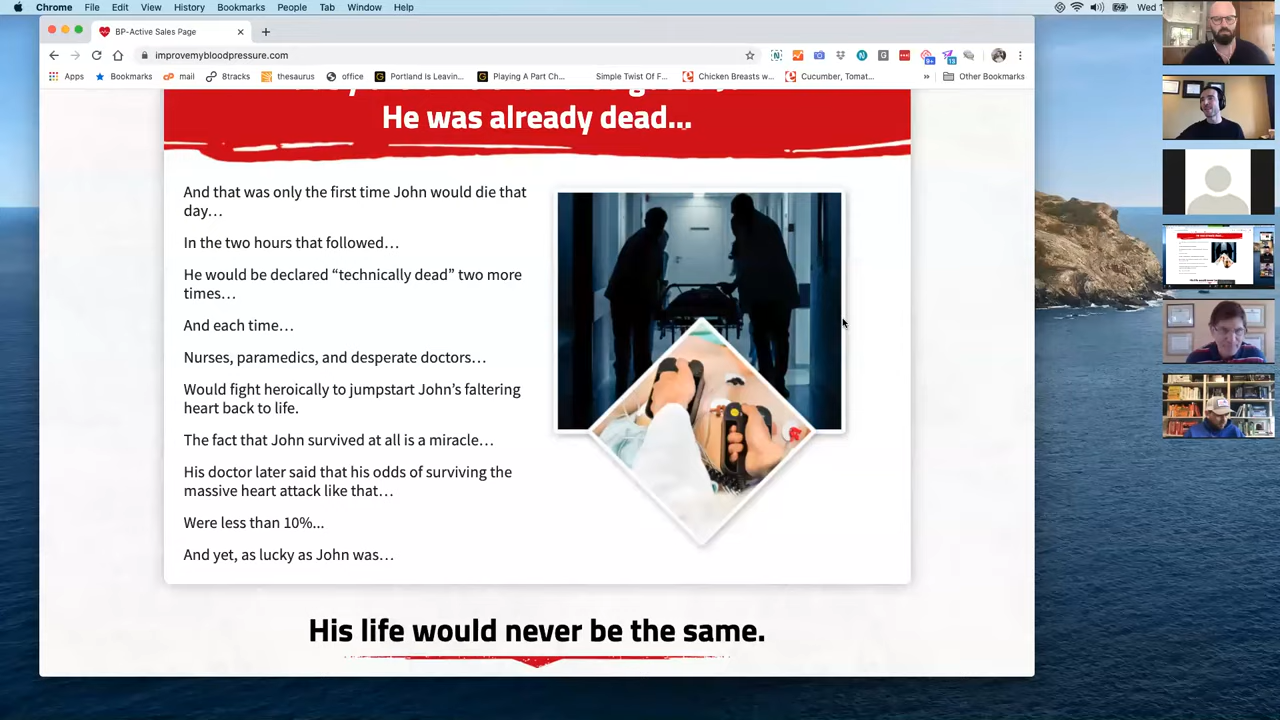 Chrome File Edit View History Bookmarks People Tab Window Help
Wed 1
BP-Active Sales Page
improvemybloodpressure.com
Apps Bookmarks mail 8tracks thesaurus office Portland Is Leavin... Playing A Part Ch... Simple Twist Of F... Chicken Breasts w... Cucumber, Tomat... » Other Bookmarks
He was already dead...
And that was only the first time John would die that
day…
In the two hours that followed…
He would be declared “technically dead” two more
times…
And each time…
Nurses, paramedics, and desperate doctors…
Would fight heroically to jumpstart John’s faltering
heart back to life.
The fact that John survived at all is a miracle…
His doctor later said that his odds of surviving the
massive heart attack like that…
Were less than 10%...
And yet, as lucky as John was…
His life would never be the same.